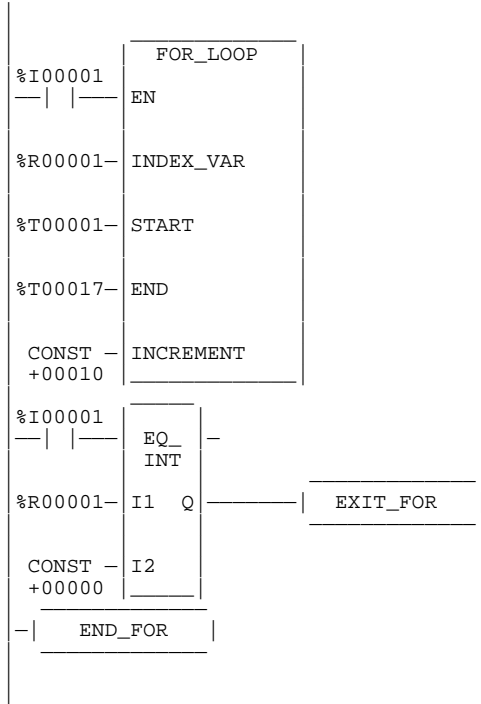 FOR_LOOP
%I00001
EN
%R00001 INDEX_VAR
%T00001 START
%T00017 END
CONST INCREMENT
+00010
%I00001
EQ_
INT
%R00001 I1 Q EXIT_FOR
CONST I2
+00000
END_FOR